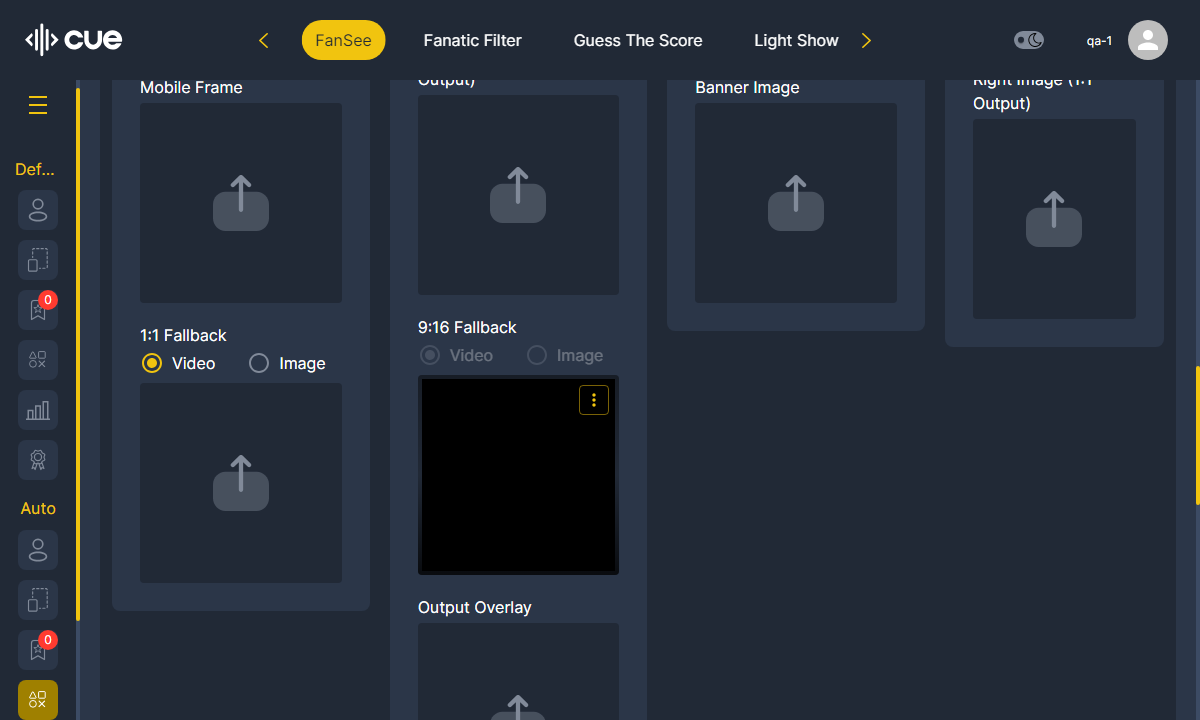 cue
FanSee
Fanatic Filter
Guess The Score
Light Show
qa-1
Def...
0
Auto
0
Mobile Frame
1:1 Fallback
Video
Image
Output)
9:16 Fallback
Video
Image
Output Overlay
Banner Image
Right Image (1:1
Output)